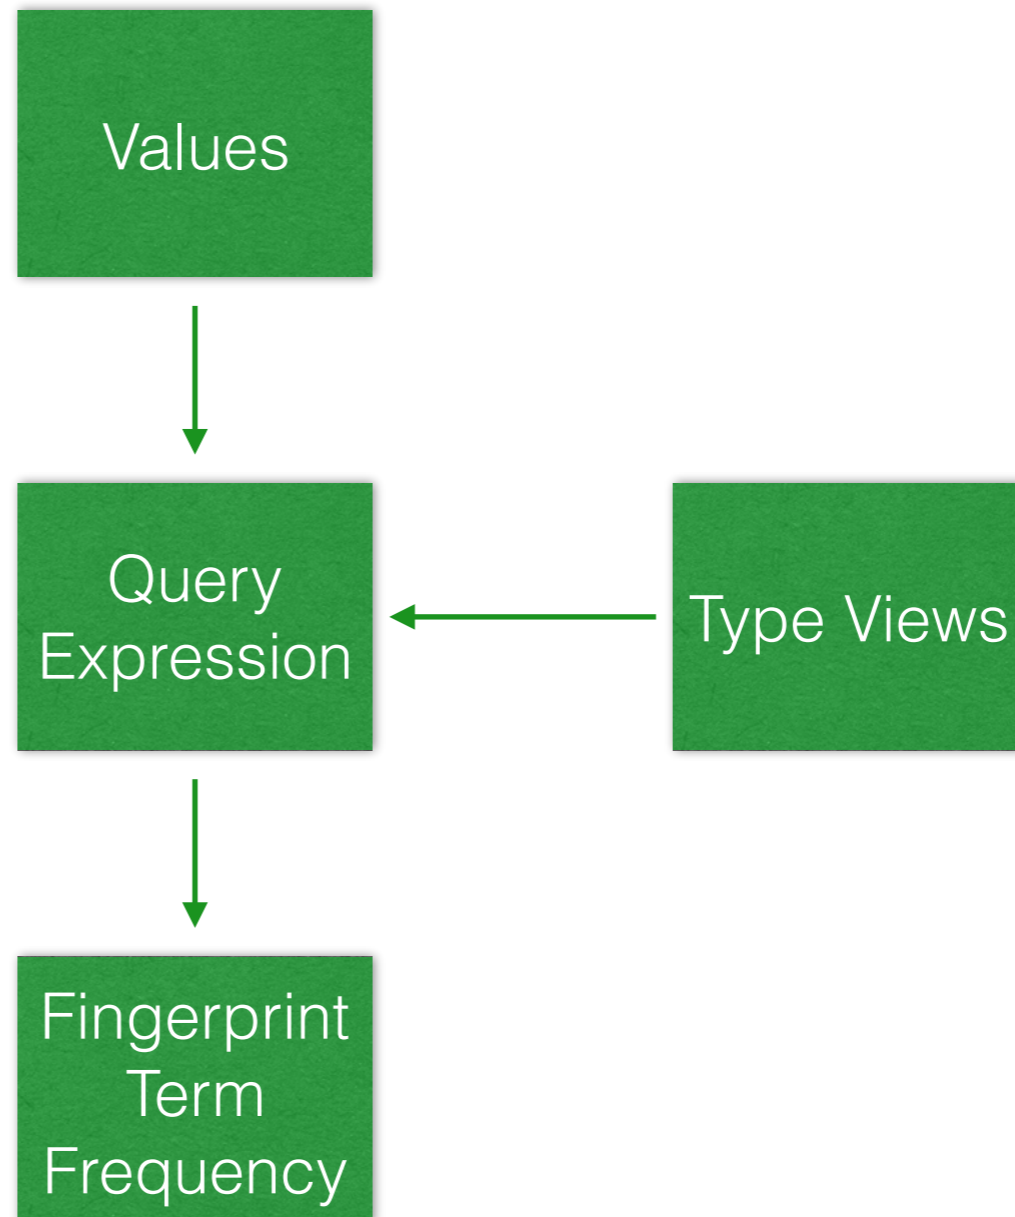 Values
Query
Expression
Type Views
Fingerprint
Term
Frequency